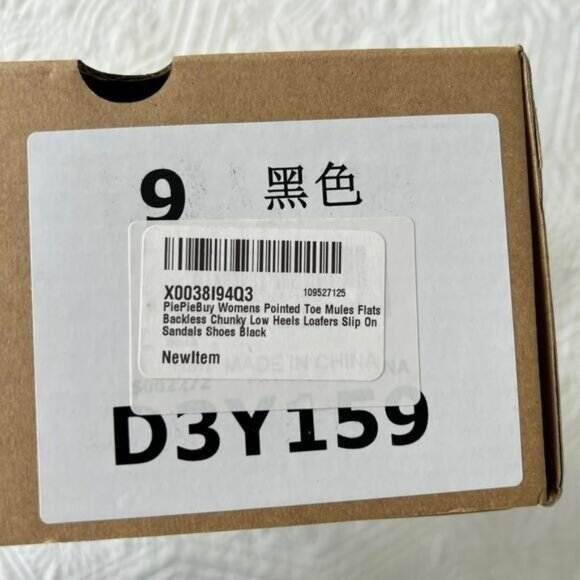 9 黑色
X0038I94Q3 109527125
PiePieBuy Womens Pointed Toe Mules Flats
Backless Chunky Low Heels Loafers Slip On
Sandals Shoes Black
NewItem
MADE IN CHINA
D3Y159